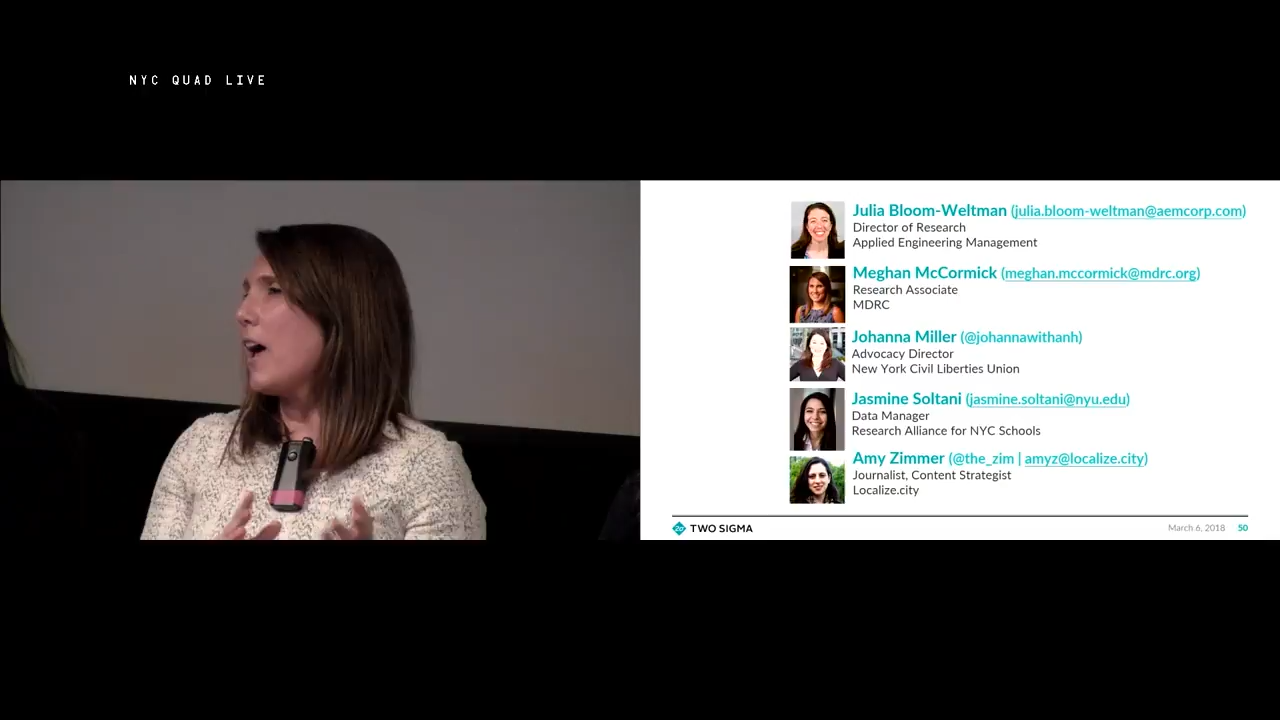 NYC QUAD LIVE
Julia Bloom-Weltman (julia.bloom-weltman@aemcorp.com)
Director of Research
Applied Engineering Management
Meghan McCormick (meghan.mccormick@mdrc.org)
Research Associate
MDRC
Johanna Miller (@johannawithanh)
Advocacy Director
New York Civil Liberties Union
Jasmine Soltani (jasmine.soltani@nyu.edu)
Data Manager
Research Alliance for NYC Schools
Amy Zimmer (@the_zim | amyz@localize.city)
Journalist, Content Strategist
Localize.city
TWO SIGMA
March 6, 2018 50